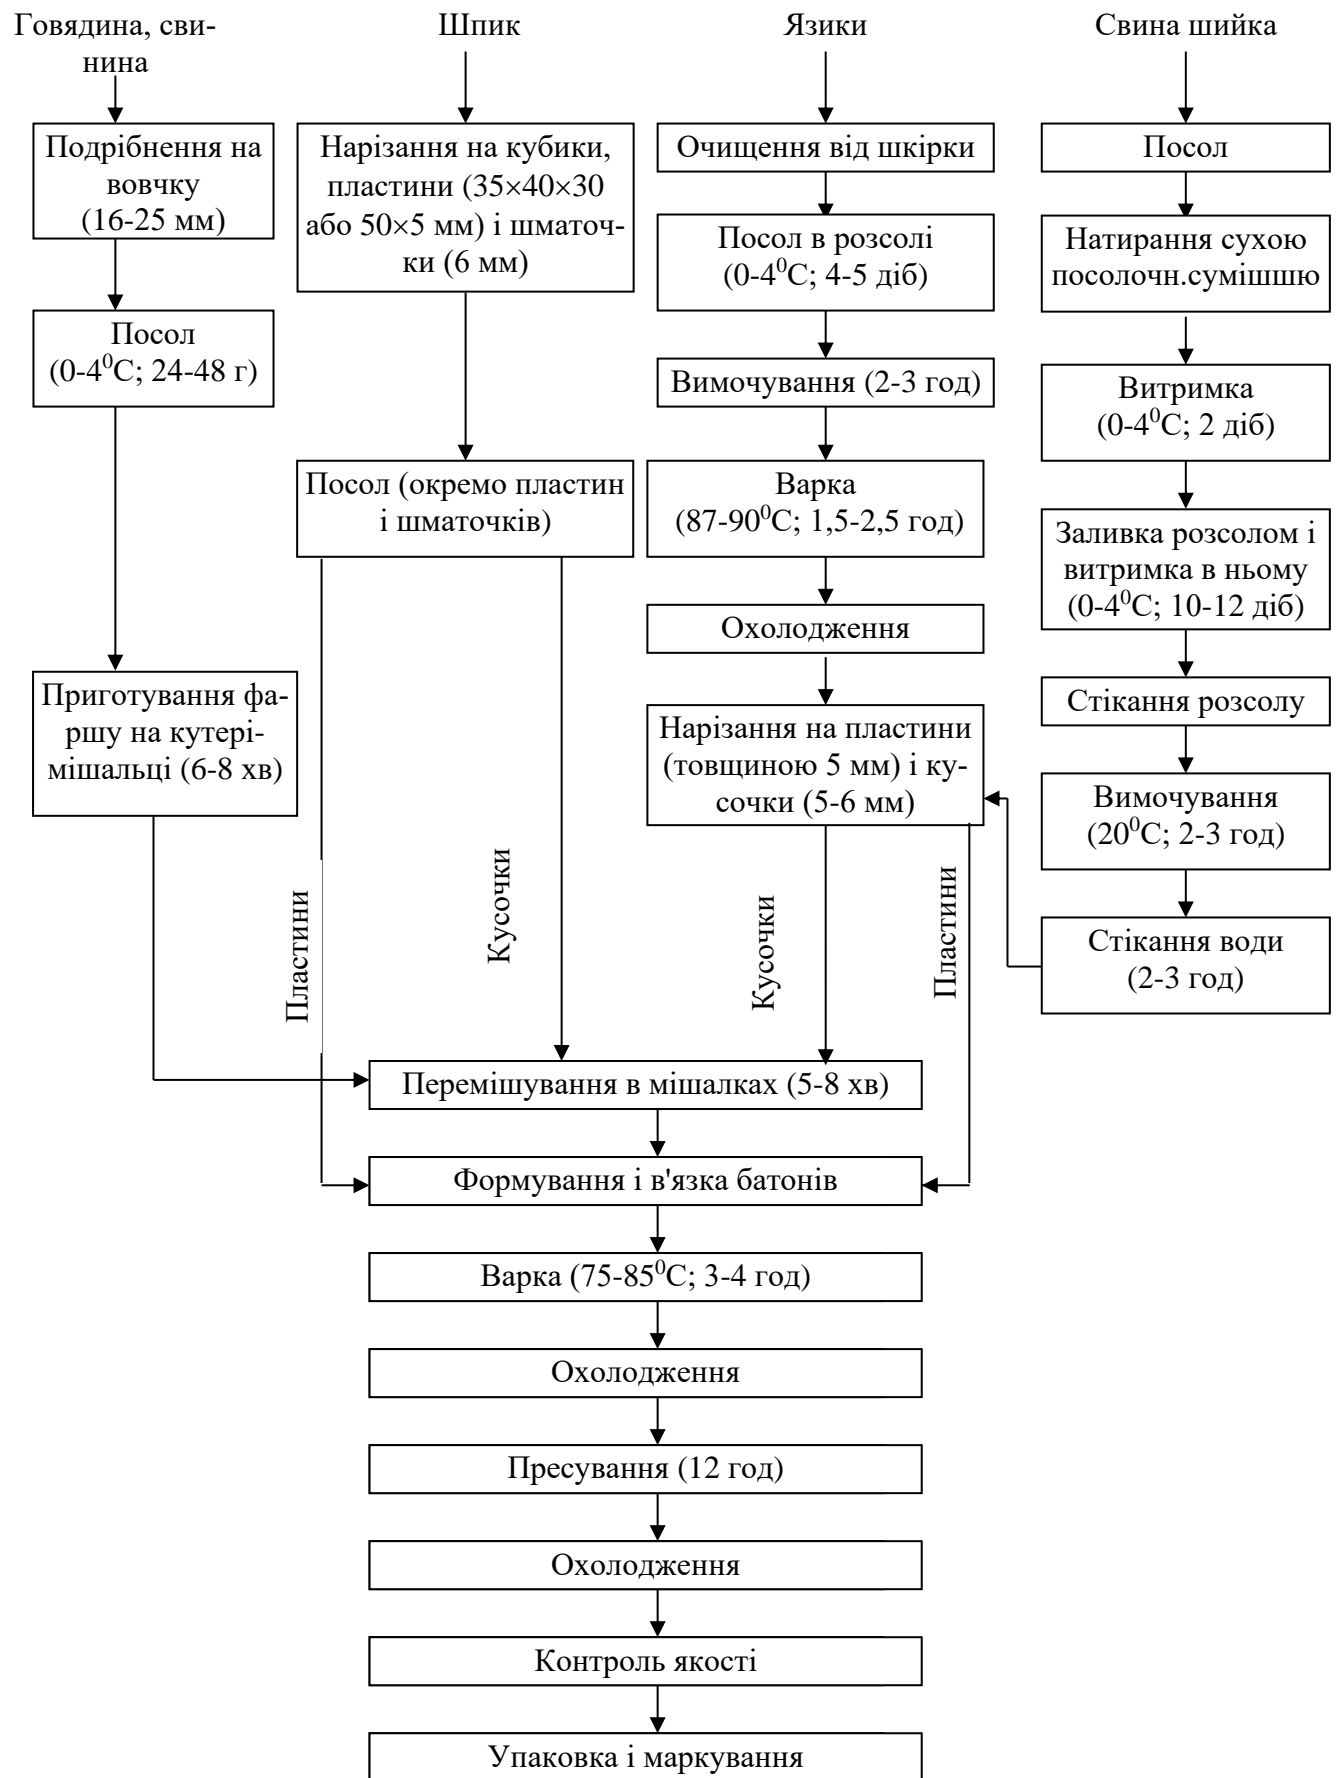 Говядина, сви-
нина
Подрібнення на
вовчку
(16-25 мм)
Посол
(0-4⁰С; 24-48 г)
Приготування фа-
ршу на кутері-
мішальці (6-8 хв)
Шпик
Нарізання на кубики,
пластини (35×40×30
або 50×5 мм) і шматоч-
ки (6 мм)
Посол (окремо пластин
і шматочків)
Пластини
Кусочки
Язики
Очищення від шкірки
Посол в розсолі
(0-4⁰С; 4-5 діб)
Вимочування (2-3 год)
Варка
(87-90⁰С; 1,5-2,5 год)
Охолодження
Нарізання на пластини
(товщиною 5 мм) і ку-
сочки (5-6 мм)
Кусочки
Пластини
Свина шийка
Посол
Натирання сухою
посолочн.сумішшю
Витримка
(0-4⁰С; 2 діб)
Заливка розсолом і
витримка в ньому
(0-4⁰С; 10-12 діб)
Стікання розсолу
Вимочування
(20⁰С; 2-3 год)
Стікання води
(2-3 год)
Перемішування в мішалках (5-8 хв)
Формування і в'язка батонів
Варка (75-85⁰С; 3-4 год)
Охолодження
Пресування (12 год)
Охолодження
Контроль якості
Упаковка і маркування